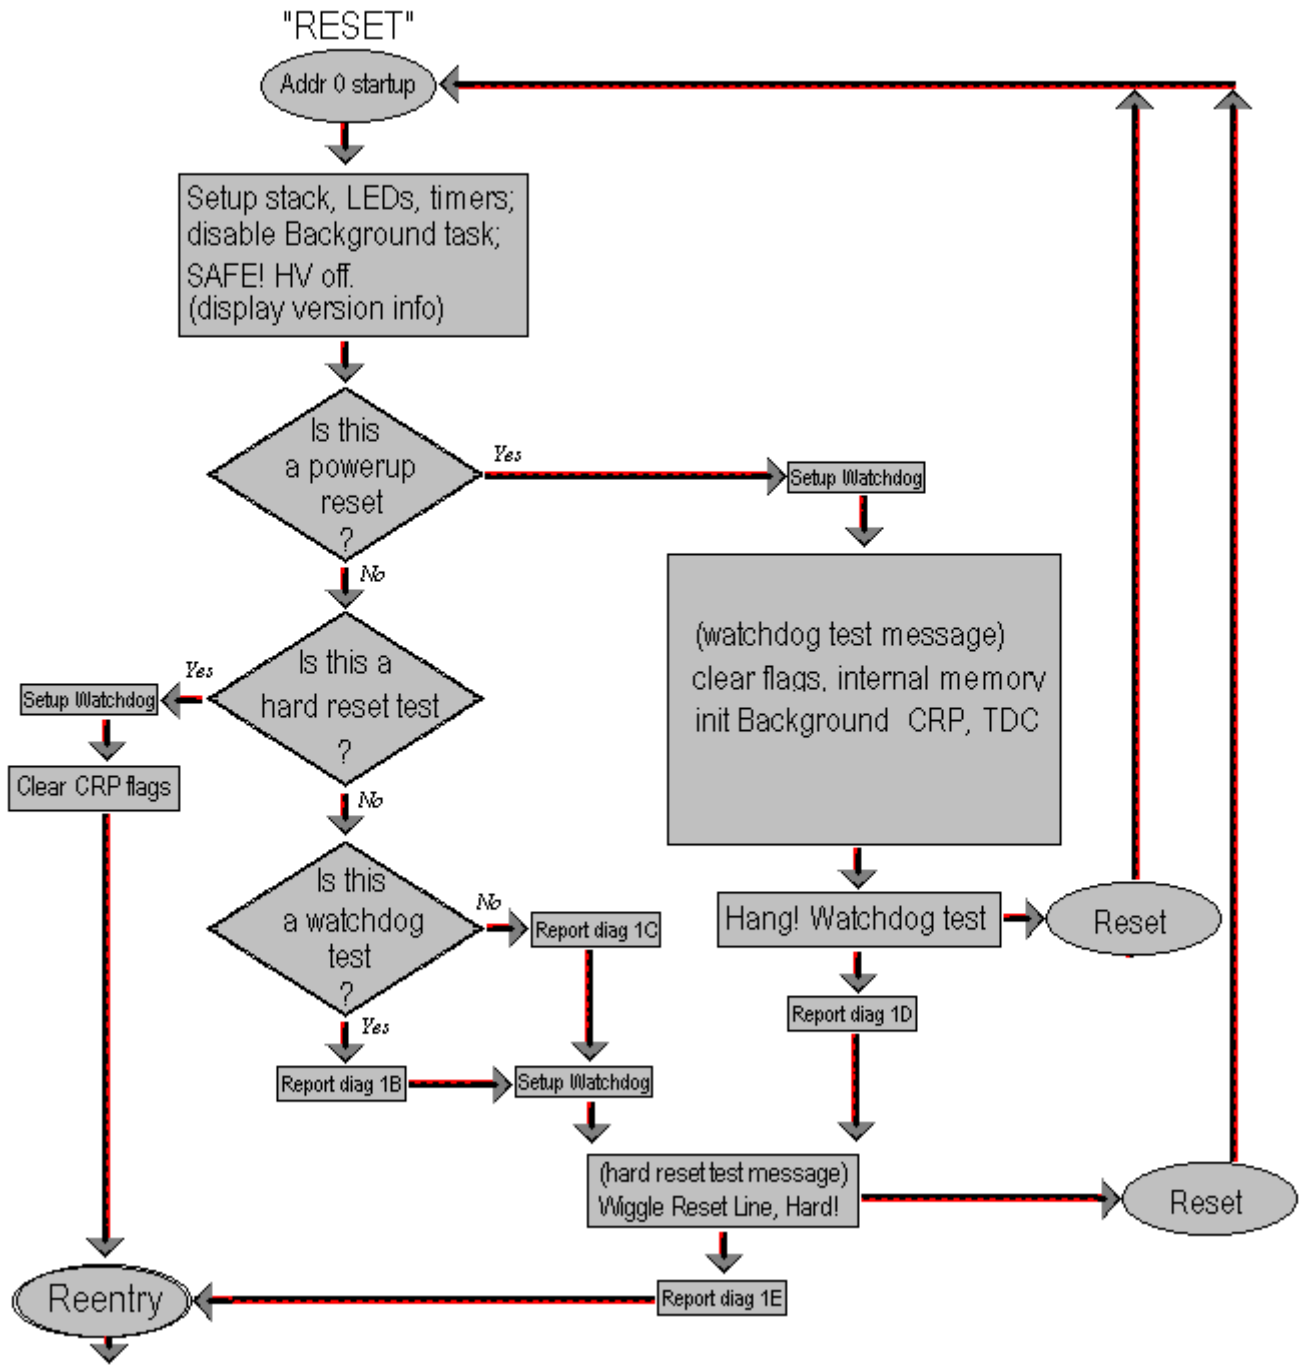 "RESET"
Addr 0 startup
Setup stack, LEDs, timers;
disable Background task;
SAFE! HV off.
(display version info)
Is this
a powerup
reset
?
Yes
Setup Watchdog
No
(watchdog test message)
clear flags, internal memory
init Background CRP, TDC
Is this a
hard reset test
?
Yes
Setup Watchdog
Clear CRP flags
No
Is this
a watchdog
test
?
No
Report diag 1C
Hang! Watchdog test
Reset
Yes
Report diag 1D
Report diag 1B
Setup Watchdog
(hard reset test message)
Wiggle Reset Line, Hard!
Reset
Report diag 1E
Reentry